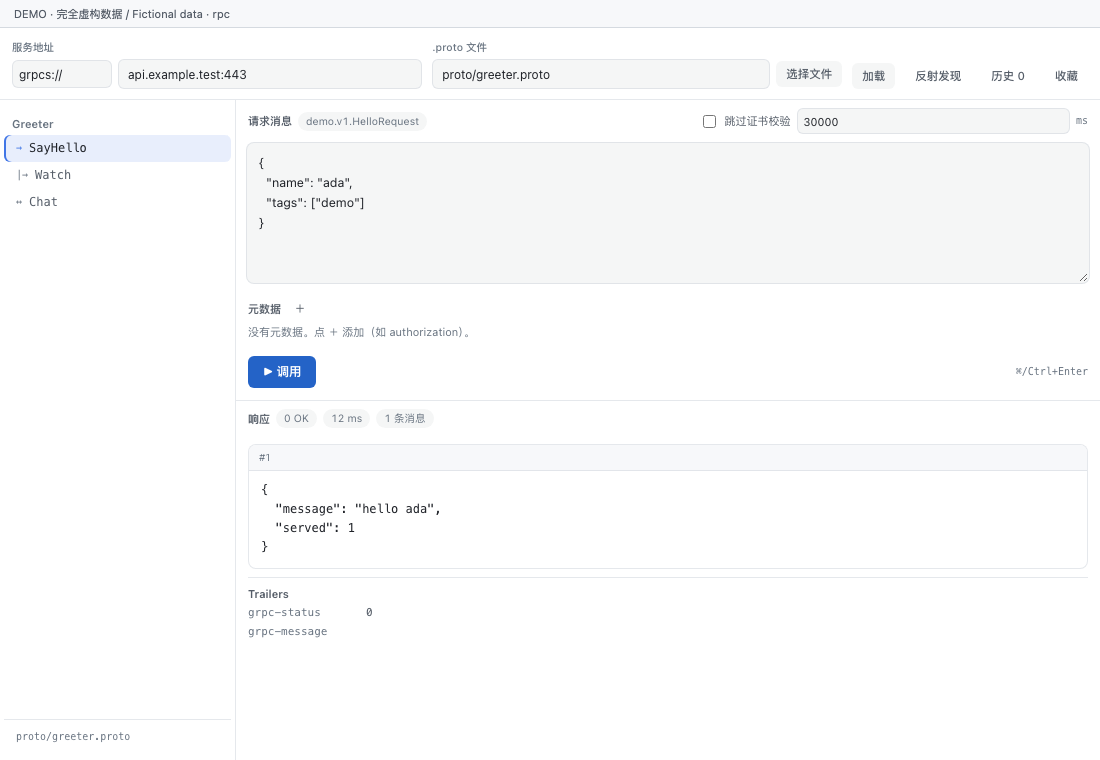 DEMO · 完全虚构数据 / Fictional data · rpc
服务地址
.proto 文件
grpcs://
api.example.test:443
proto/greeter.proto
选择文件
加载
反射发现
历史 0
收藏
Greeter
→ SayHello
|→ Watch
↔ Chat
请求消息
demo.v1.HelloRequest
跳过证书校验
30000
ms
{
"name": "ada",
"tags": ["demo"]
}
元数据 +
没有元数据。点 + 添加（如 authorization）。
▶ 调用
⌘/Ctrl+Enter
响应
0 OK
12 ms
1 条消息
#1
{
"message": "hello ada",
"served": 1
}
Trailers
grpc-status 0
grpc-message
proto/greeter.proto